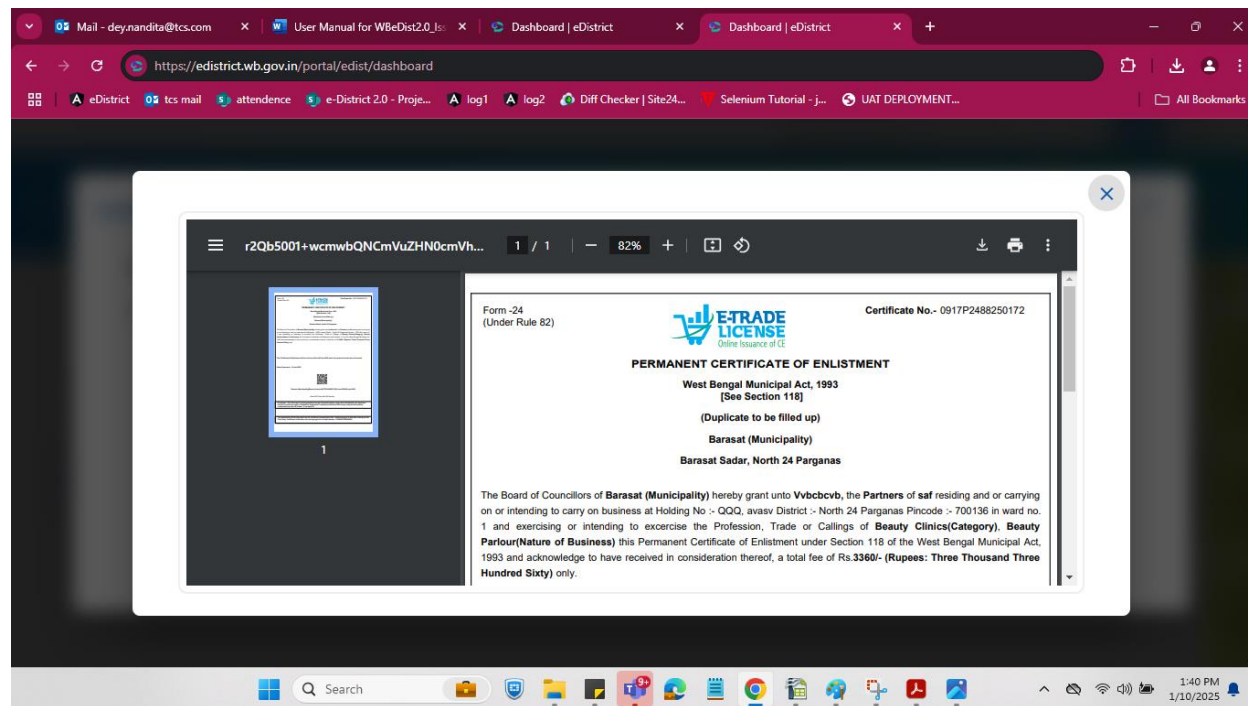 Mail - dey.nandita@tcs.com
User Manual for WBeDist2.0_Iss
Dashboard | eDistrict
Dashboard | eDistrict
https://edistrict.wb.gov.in/portal/edist/dashboard
eDistrict
tcs mail
attendence
e-District 2.0 - Proje...
log1
log2
Diff Checker | Site24...
Selenium Tutorial - j...
UAT DEPLOYMENT...
All Bookmarks
r2Qb5001+wcmwbQNCmVuZHN0cmVh...
1 / 1
82%
1
Form -24
(Under Rule 82)
E-TRADE
LICENSE
Online Issuance of CE
Certificate No.- 0917P2488250172
PERMANENT CERTIFICATE OF ENLISTMENT
West Bengal Municipal Act, 1993
[See Section 118]
(Duplicate to be filled up)
Barasat (Municipality)
Barasat Sadar, North 24 Parganas
The Board of Councillors of Barasat (Municipality) hereby grant unto Vvbcbcvb, the Partners of saf residing and or carrying
on or intending to carry on business at Holding No :- QQQ, avasv District :- North 24 Parganas Pincode :- 700136 in ward no.
1 and exercising or intending to excercise the Profession, Trade or Callings of Beauty Clinics(Category), Beauty
Parlour(Nature of Business) this Permanent Certificate of Enlistment under Section 118 of the West Bengal Municipal Act,
1993 and acknowledge to have received in consideration thereof, a total fee of Rs.3360/- (Rupees: Three Thousand Three
Hundred Sixty) only.
Search
9+
1:40 PM
1/10/2025